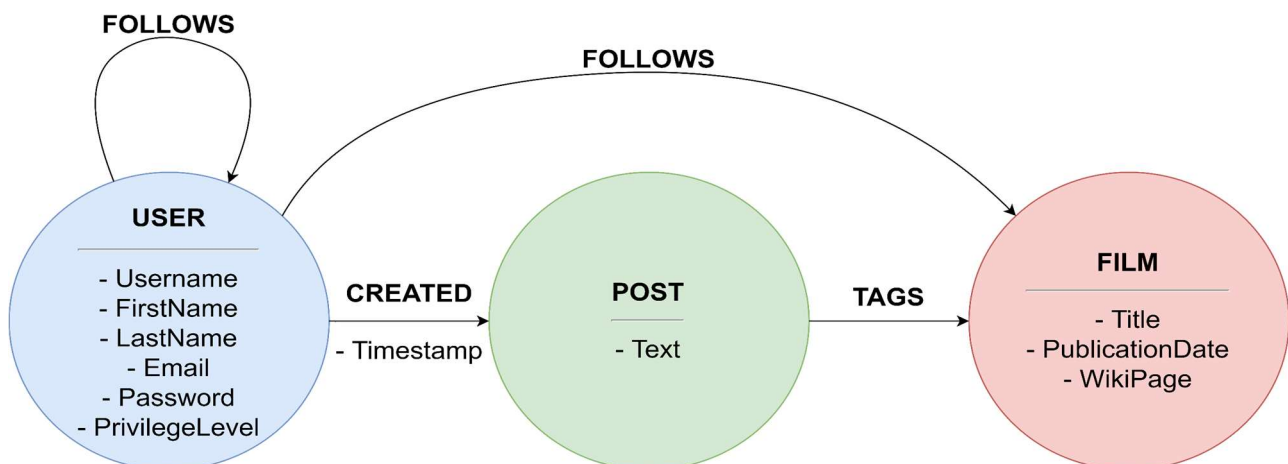 FOLLOWS
FOLLOWS
USER
- Username
- FirstName
- LastName
- Email
- Password
- PrivilegeLevel
CREATED
- Timestamp
POST
- Text
TAGS
FILM
- Title
- PublicationDate
- WikiPage